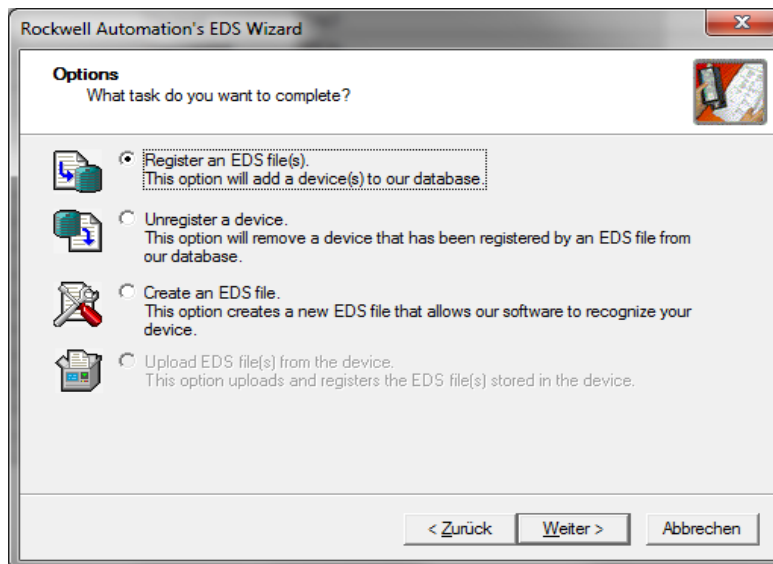 Rockwell Automation's EDS Wizard
Options
What task do you want to complete?
Register an EDS file(s).
This option will add a device(s) to our database.
Unregister a device.
This option will remove a device that has been registered by an EDS file from
our database.
Create an EDS file.
This option creates a new EDS file that allows our software to recognize your
device.
Upload EDS file(s) from the device.
This option uploads and registers the EDS file(s) stored in the device.
< Zurück
Weiter >
Abbrechen